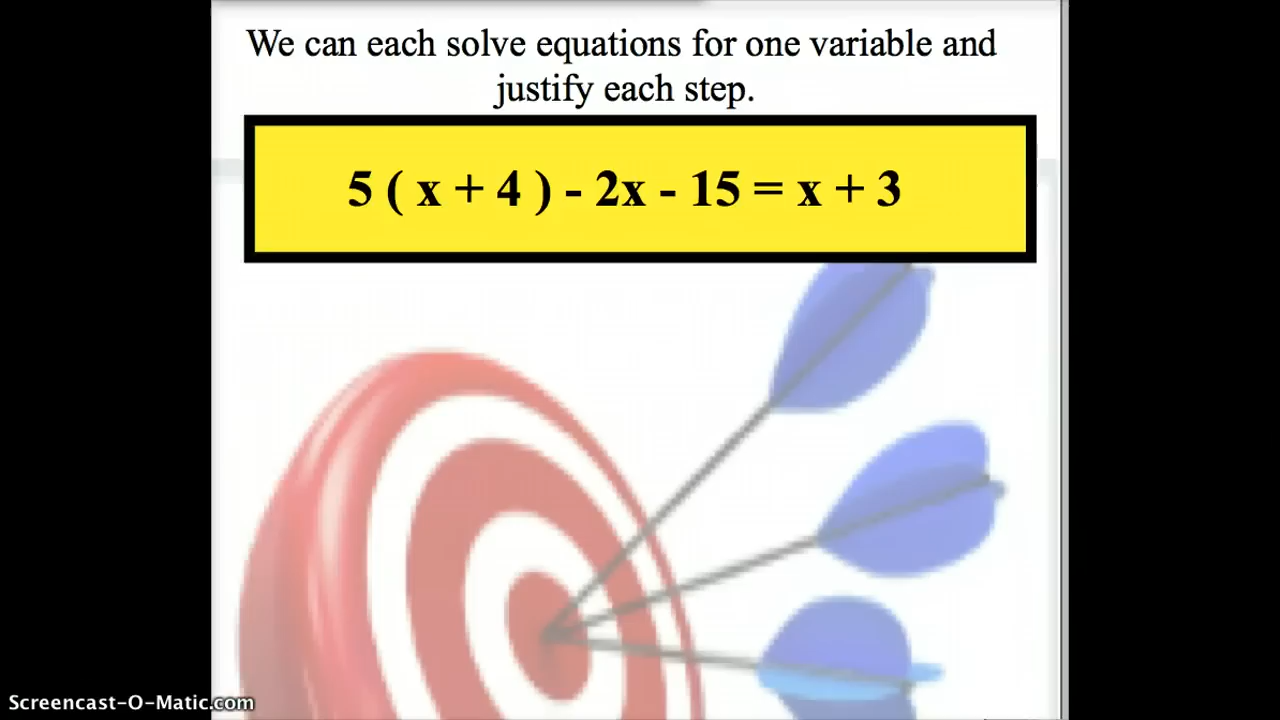 We can each solve equations for one variable and
justify each step.
5 ( x + 4 ) - 2x - 15 = x + 3
Screencast-O-Matic.com